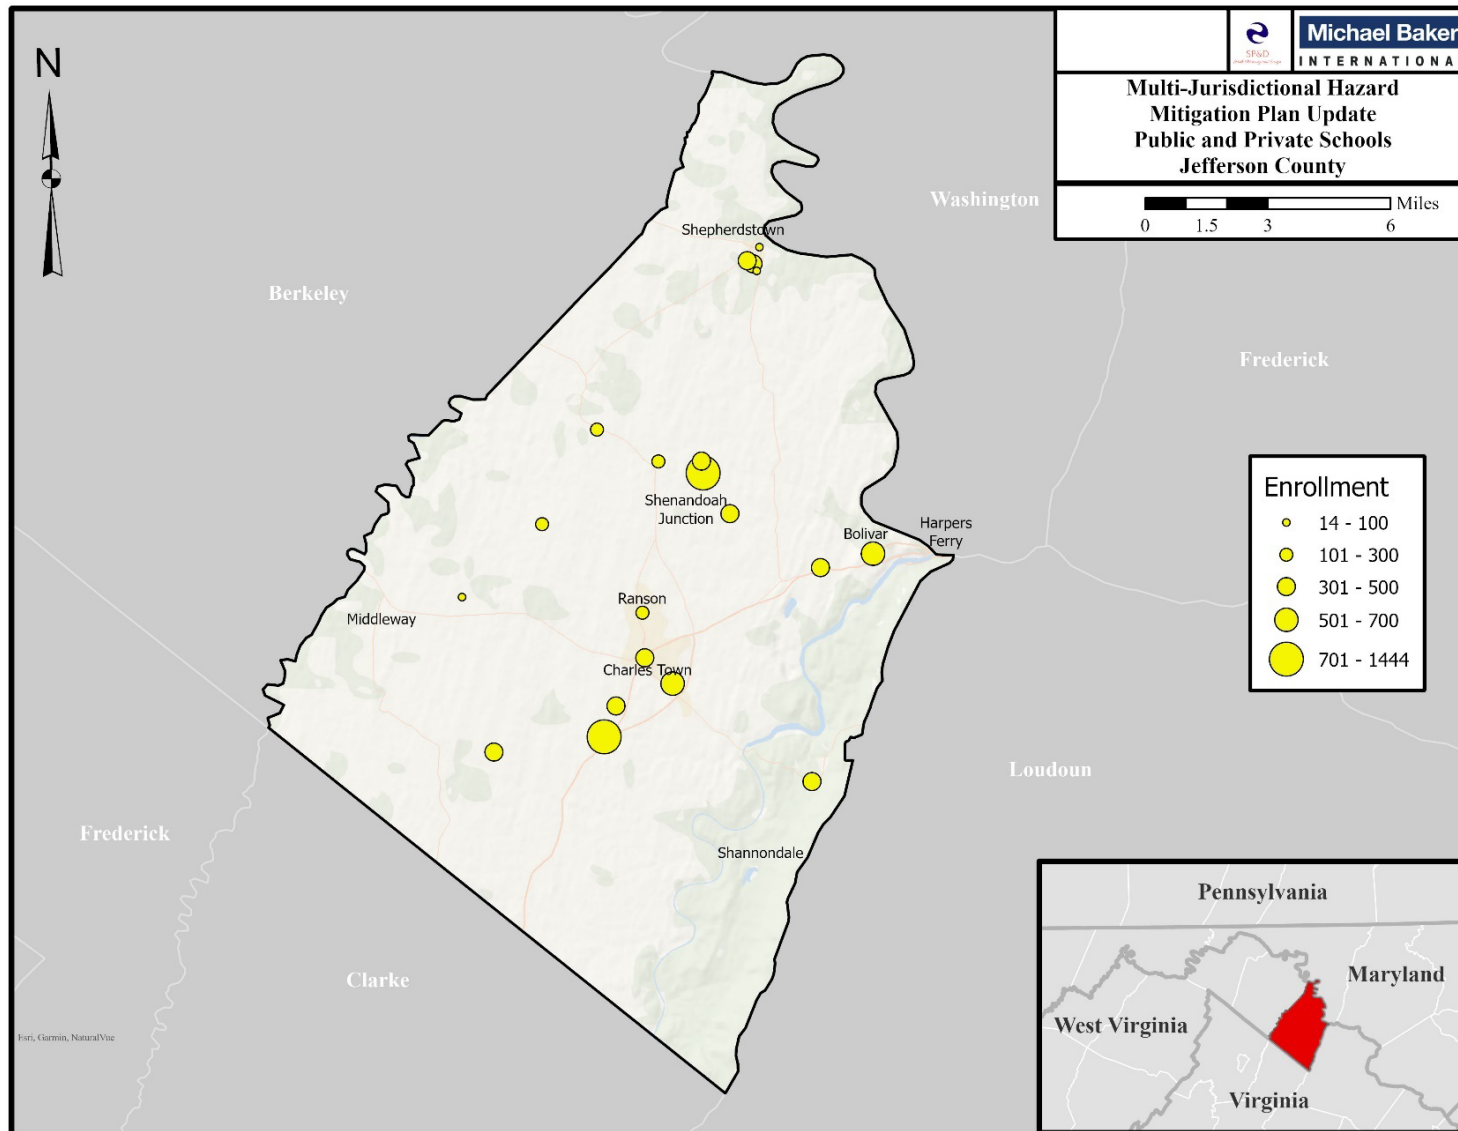 N
SP&D
Michael Baker
INTERNATIONA
Multi-Jurisdictional Hazard
Mitigation Plan Update
Public and Private Schools
Jefferson County
Miles
0 1.5 3 6
Washington
Shepherdstown
Berkeley
Frederick
Shenandoah
Junction
Enrollment
14 - 100
101 - 300
301 - 500
501 - 700
701 - 1444
Harpers
Ferry
Bolivar
Ranson
Middleway
Charles Town
Loudoun
Frederick
Shannondale
Clarke
Esri, Garmin, NaturalVue
Pennsylvania
Maryland
West Virginia
Virginia